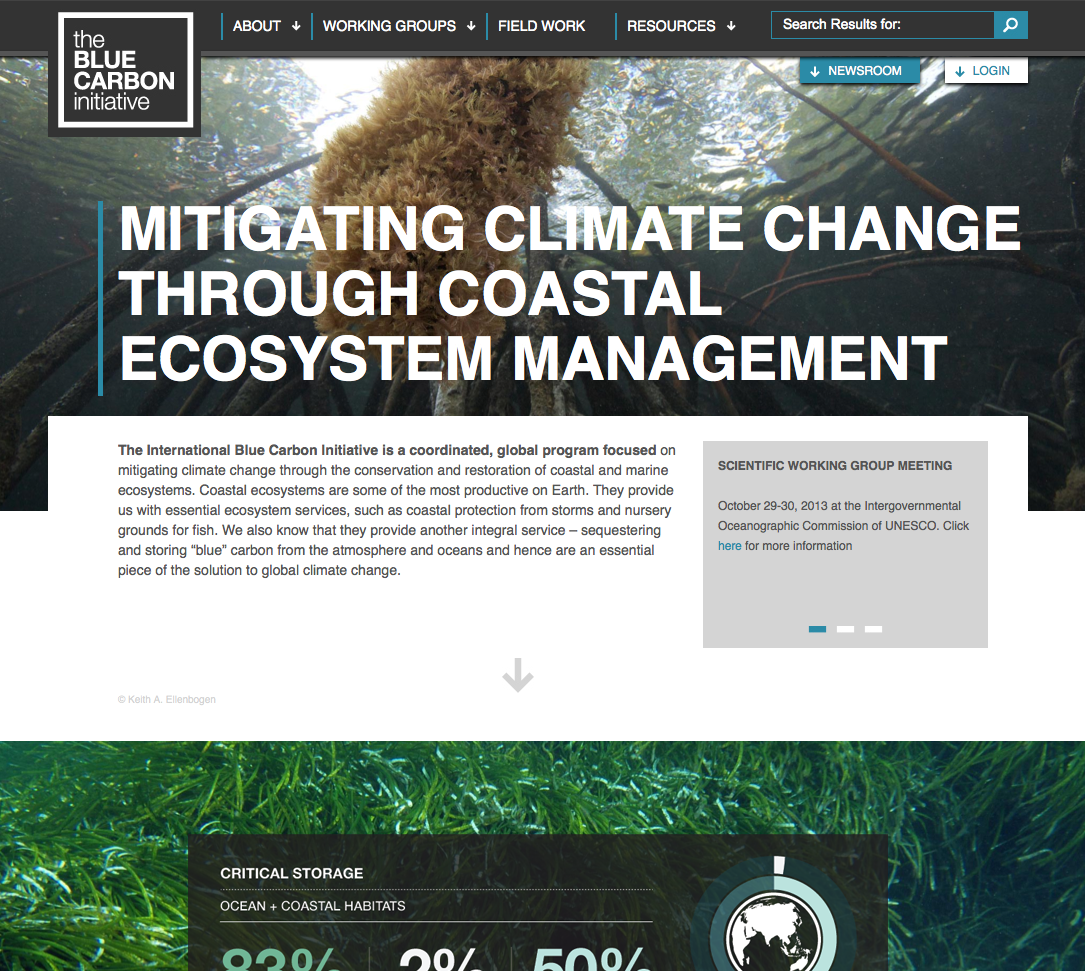 the
BLUE
CARBON
initiative
ABOUT
WORKING GROUPS
FIELD WORK
RESOURCES
Search Results for:
NEWSROOM
LOGIN
MITIGATING CLIMATE CHANGE
THROUGH COASTAL
ECOSYSTEM MANAGEMENT
The International Blue Carbon Initiative is a coordinated, global program focused on
mitigating climate change through the conservation and restoration of coastal and marine
ecosystems. Coastal ecosystems are some of the most productive on Earth. They provide
us with essential ecosystem services, such as coastal protection from storms and nursery
grounds for fish. We also know that they provide another integral service – sequestering
and storing “blue” carbon from the atmosphere and oceans and hence are an essential
piece of the solution to global climate change.
SCIENTIFIC WORKING GROUP MEETING
October 29-30, 2013 at the Intergovernmental
Oceanographic Commission of UNESCO. Click
here for more information
© Keith A. Ellenbogen
CRITICAL STORAGE
OCEAN + COASTAL HABITATS
83% 2% 50%